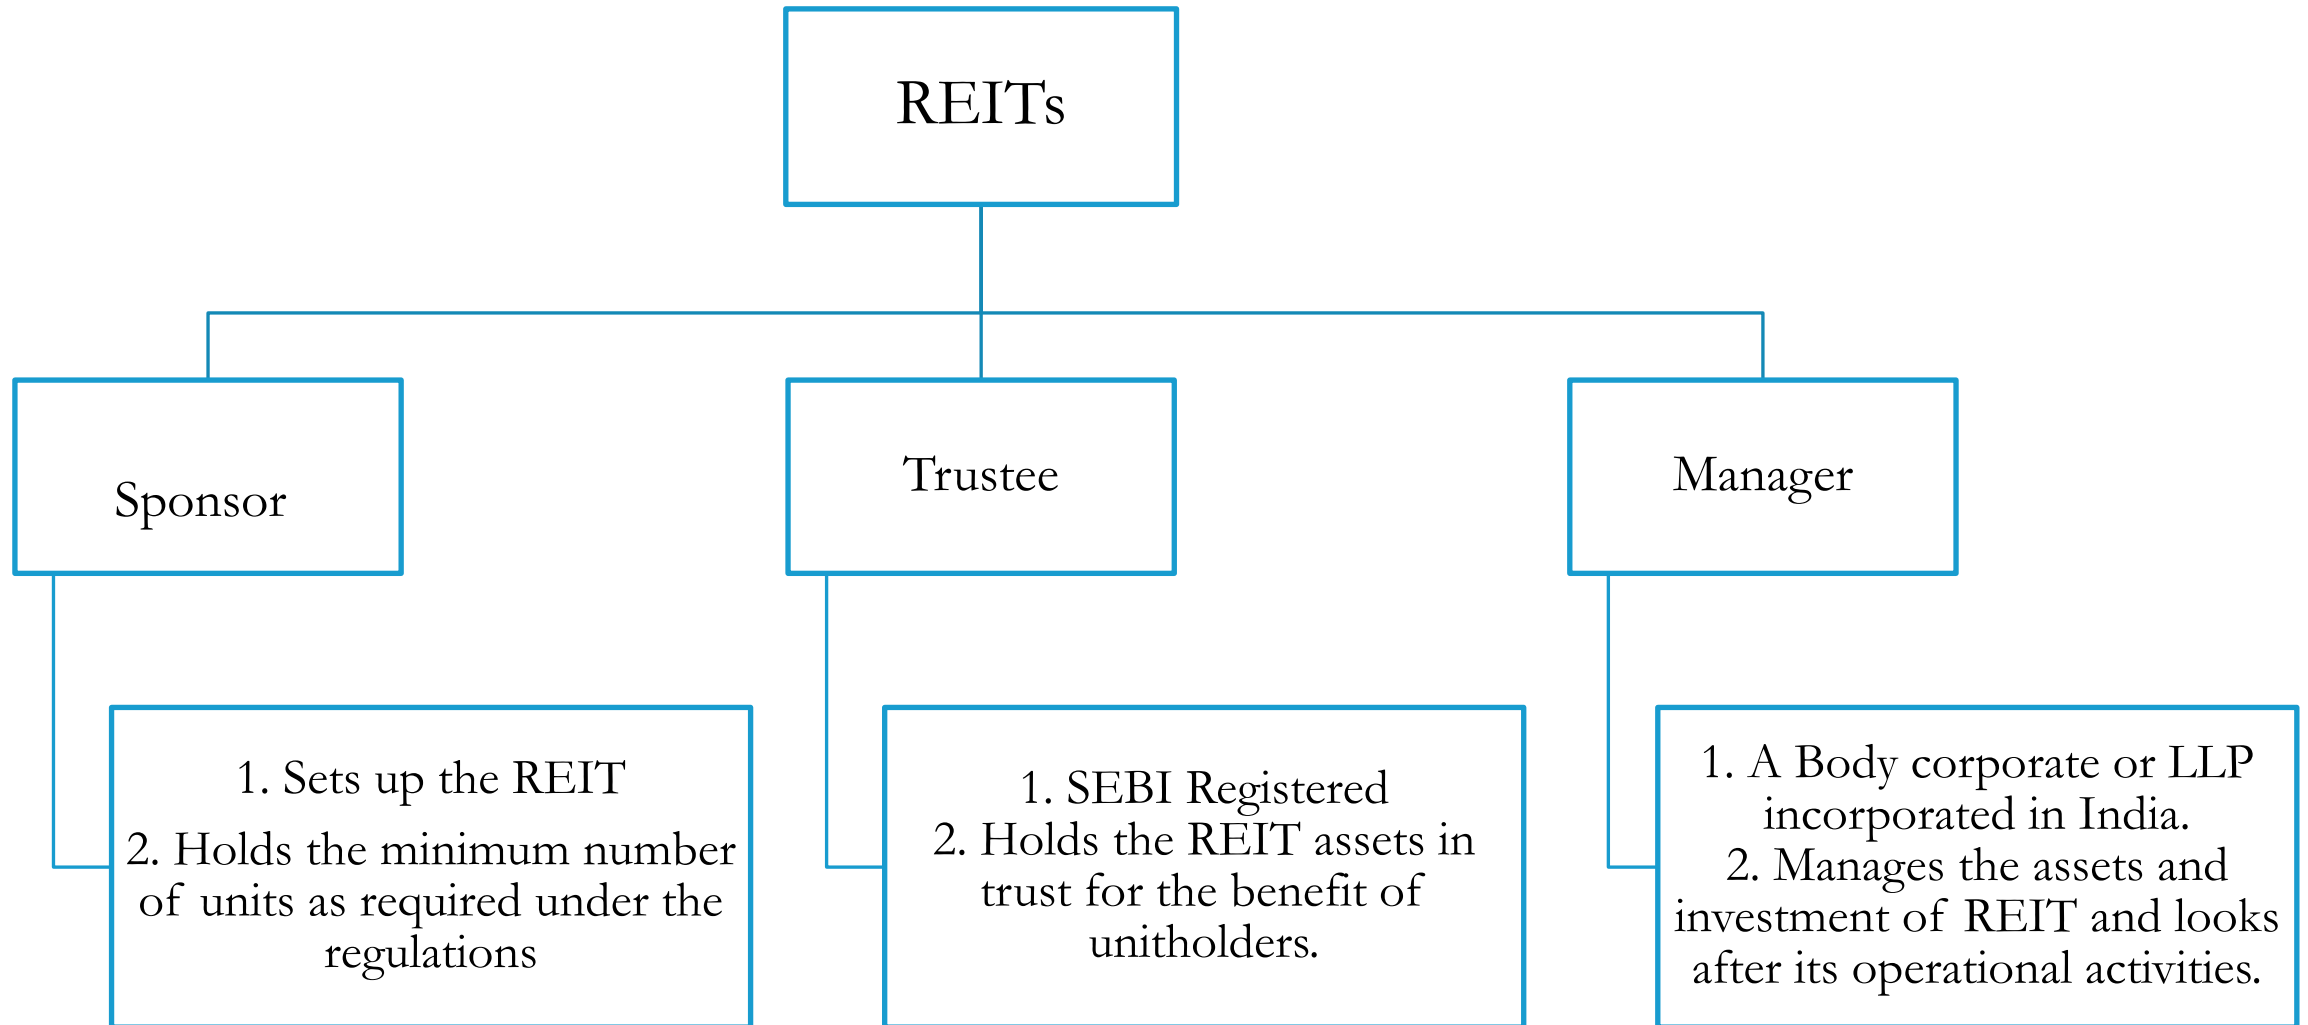 REITs
Sponsor
Trustee
Manager
1. Sets up the REIT
2. Holds the minimum number
of units as required under the
regulations
1. SEBI Registered
2. Holds the REIT assets in
trust for the benefit of
unitholders.
1. A Body corporate or LLP
incorporated in India.
2. Manages the assets and
investment of REIT and looks
after its operational activities.